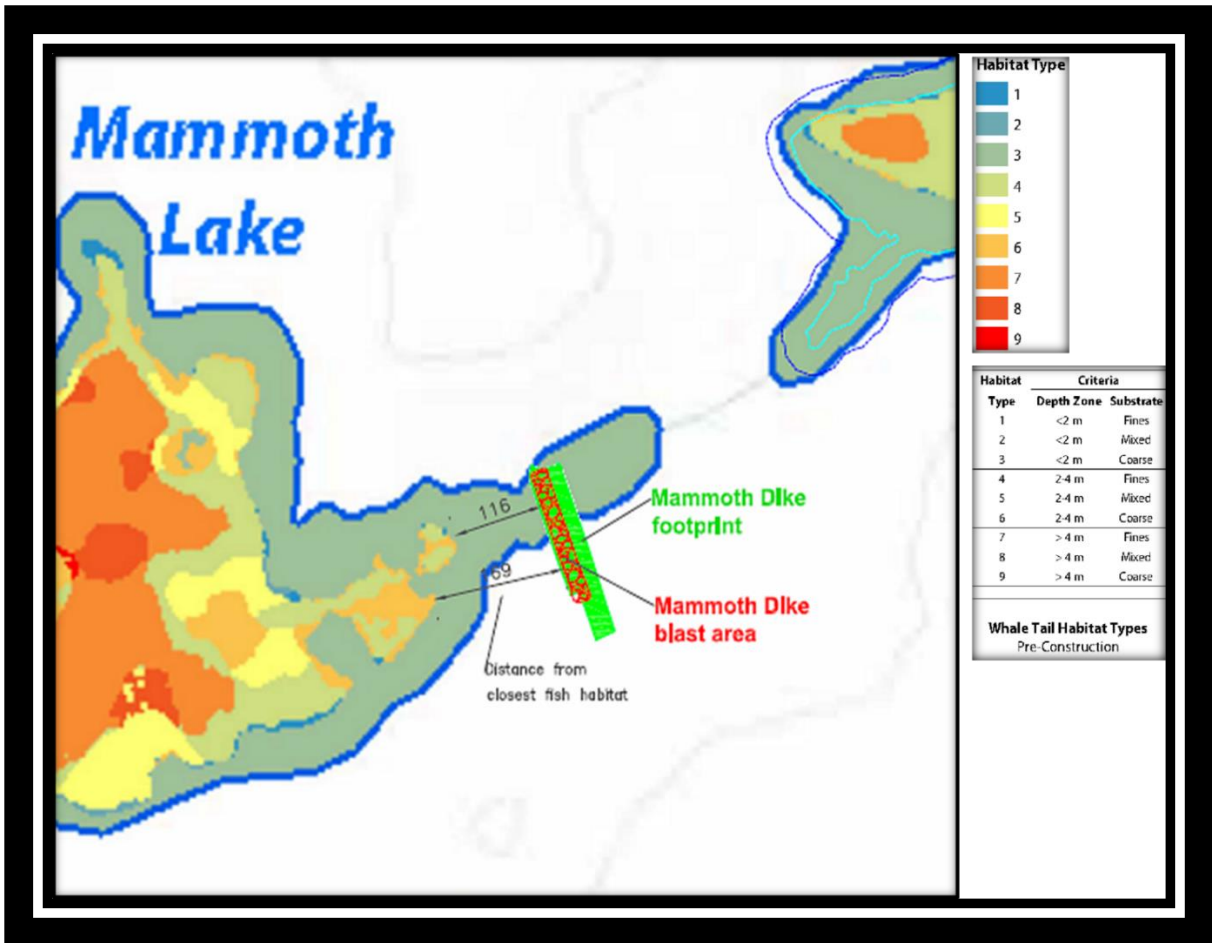 Mammoth
Lake
116
69
Mammoth Dike
footprint
Mammoth Dike
blast area
Distance from
closest fish habitat
Habitat Type
1
2
3
4
5
6
7
8
9
Habitat Criteria
Type Depth Zone Substrate
1 <2 m Fines
2 <2 m Mixed
3 <2 m Coarse
4 2-4 m Fines
5 2-4 m Mixed
6 2-4 m Coarse
7 > 4 m Fines
8 > 4 m Mixed
9 > 4 m Coarse
Whale Tail Habitat Types
Pre-Construction